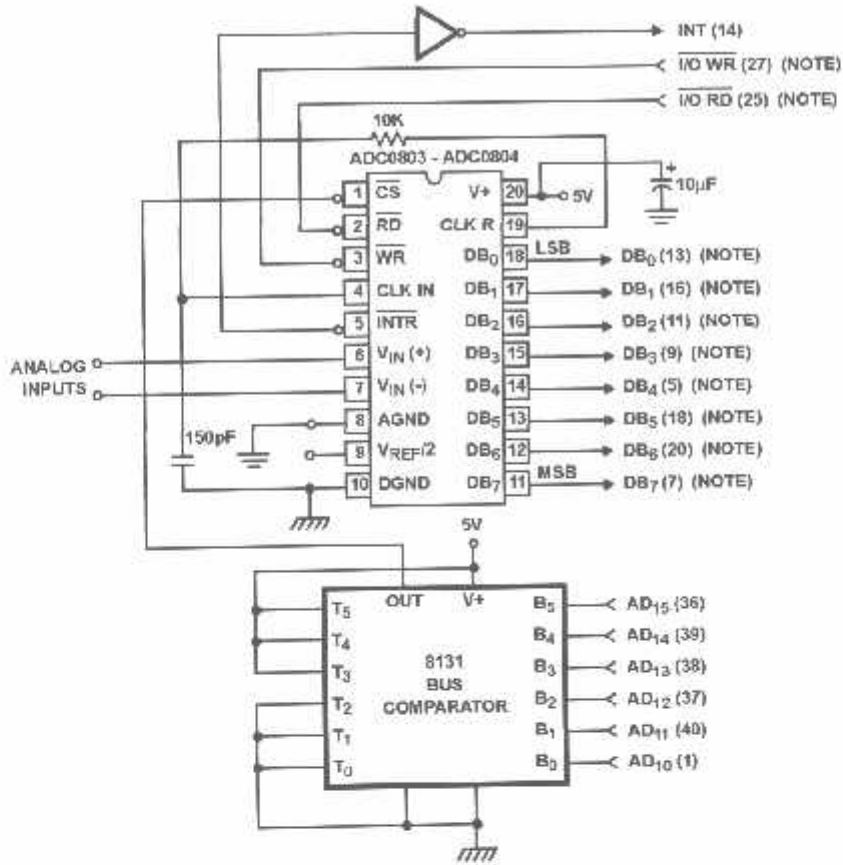 INT (14)
I/O WR (27) (NOTE)
I/O RD (25) (NOTE)
10K
ADC0803 - ADC0804
1 CS V+ 20 5V 10µF
2 RD CLK R 19
3 WR DB0 18 LSB DB0 (13) (NOTE)
4 CLK IN DB1 17 DB1 (16) (NOTE)
5 INTR DB2 16 DB2 (11) (NOTE)
6 VIN (+) DB3 15 DB3 (9) (NOTE)
ANALOG INPUTS
7 VIN (-) DB4 14 DB4 (5) (NOTE)
8 AGND DB5 13 DB5 (18) (NOTE)
150pF
9 VREF/2 DB6 12 DB6 (20) (NOTE)
10 DGND DB7 11 MSB DB7 (7) (NOTE)
5V
OUT V+
T5 B5 AD15 (36)
T4 B4 AD14 (39)
T3 B3 AD13 (38)
8131
BUS
COMPARATOR
T2 B2 AD12 (37)
T1 B1 AD11 (40)
T0 B0 AD10 (1)